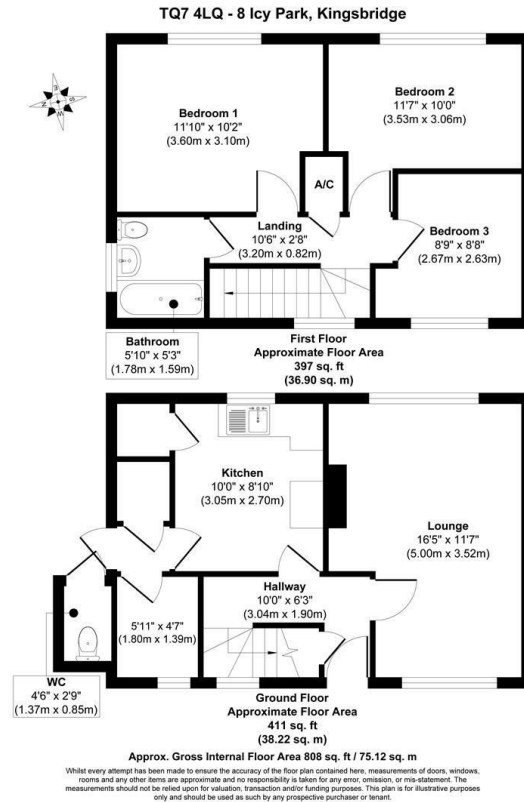 TQ7 4LQ - 8 Icy Park, Kingsbridge
Bedroom 1
11'10" x 10'2"
(3.60m x 3.10m)
Bedroom 2
11'7" x 10'0"
(3.53m x 3.06m)
A/C
Landing
10'6" x 2'8"
(3.20m x 0.82m)
Bedroom 3
8'9" x 8'8"
(2.67m x 2.63m)
Bathroom
5'10" x 5'3"
(1.78m x 1.59m)
First Floor
Approximate Floor Area
397 sq. ft
(36.90 sq. m)
Kitchen
10'0" x 8'10"
(3.05m x 2.70m)
Lounge
16'5" x 11'7"
(5.00m x 3.52m)
Hallway
10'0" x 6'3"
(3.04m x 1.90m)
5'11" x 4'7"
(1.80m x 1.39m)
WC
4'6" x 2'9"
(1.37m x 0.85m)
Ground Floor
Approximate Floor Area
411 sq. ft
(38.22 sq. m)
Approx. Gross Internal Floor Area 808 sq. ft / 75.12 sq. m
Whilst every attempt has been made to ensure the accuracy of the floor plan contained here, measurements of doors, windows,
rooms and any other items are approximate and no responsibility is taken for any error, omission, or mis-statement. The
measurements should not be relied upon for valuation, transaction and/or funding purposes. This plan is for illustrative purposes
only and should be used as such by any prospective purchaser or tenant.